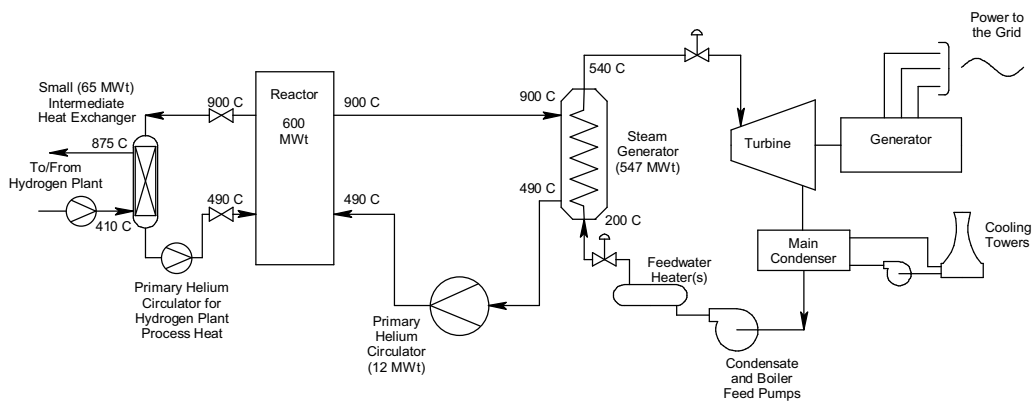 Power to
the Grid
540 C
Small (65 MWt)
Intermediate
Heat Exchanger
900 C
Reactor
600
MWt
900 C
900 C
Steam
Generator
(547 MWt)
Turbine
Generator
875 C
To/From
Hydrogen Plant
410 C
490 C
490 C
490 C
200 C
Feedwater
Heater(s)
Main
Condenser
Cooling
Towers
Primary Helium
Circulator for
Hydrogen Plant
Process Heat
Primary
Helium
Circulator
(12 MWt)
Condensate
and Boiler
Feed Pumps